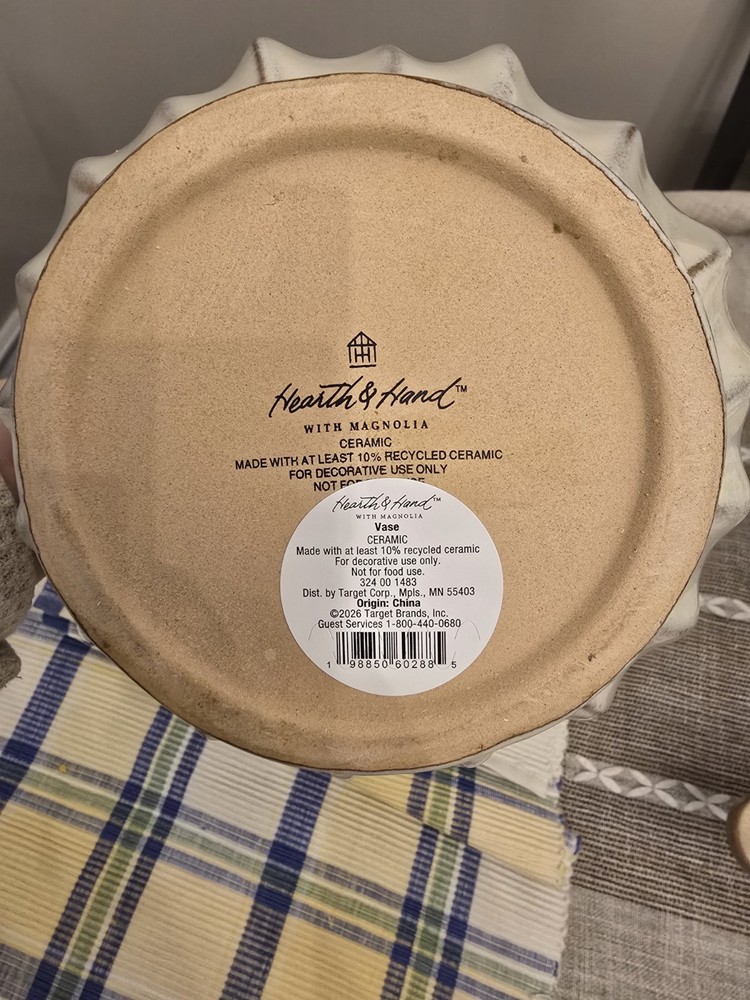 Hearth & Hand™
WITH MAGNOLIA
CERAMIC
MADE WITH AT LEAST 10% RECYCLED CERAMIC
FOR DECORATIVE USE ONLY
NOT
Hearth & Hand™
WITH MAGNOLIA
Vase
CERAMIC
Made with at least 10% recycled ceramic
For decorative use only.
Not for food use.
324 00 1483
Dist. by Target Corp., Mpls., MN 55403
Origin: China
©2026 Target Brands, Inc.
Guest Services 1-800-440-0680
1 98850 60288 5